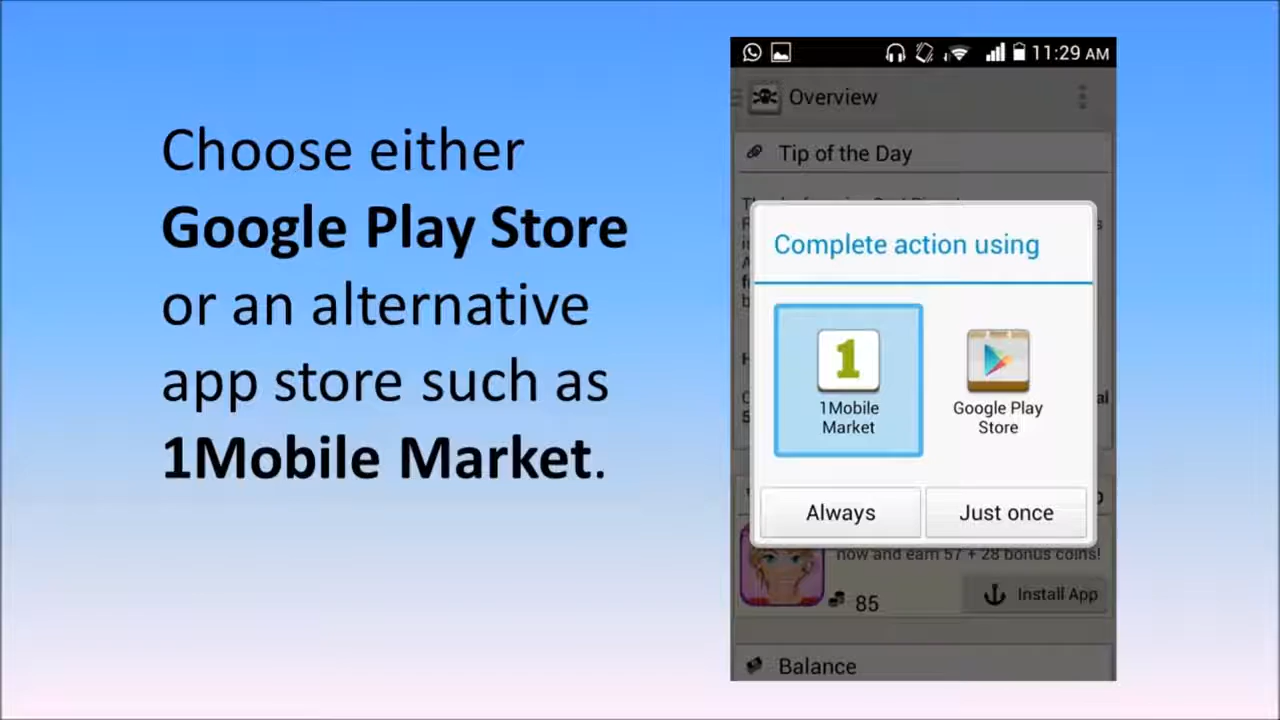 Choose either
Google Play Store
or an alternative
app store such as
1Mobile Market.
11:29 AM
Overview
Tip of the Day
Complete action using
1
1Mobile
Market
Google Play
Store
Always
Just once
now and earn 57 + 28 bonus coins!
85
Install App
Balance